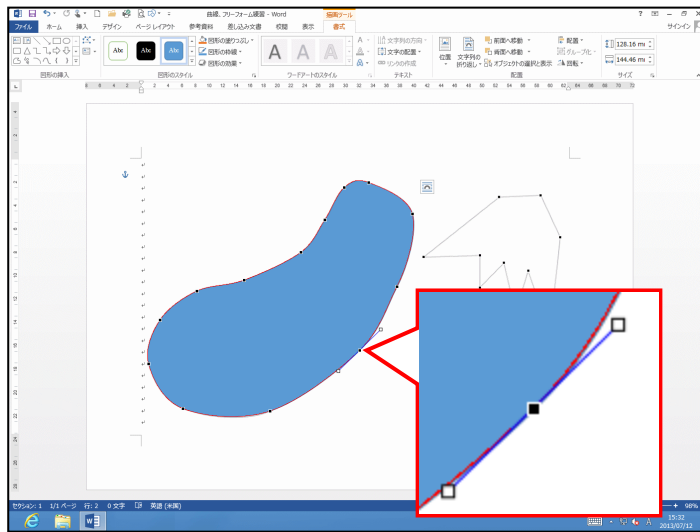 曲線、フリーフォーム練習 - Word
描画ツール
ファイル ホーム 挿入 デザイン ページ レイアウト 参考資料 差し込み文書 校閲 表示 書式 サインイン
Abc Abc Abc
図形の塗りつぶし
図形の枠線
図形の効果
A A A
文字列の方向
文字の配置
リンクの作成
位置 文字列の折り返し
前面へ移動
背面へ移動
オブジェクトの選択と表示
配置
グループ化
回転
128.16 mi
144.46 mi
図形の挿入 図形のスタイル ワードアートのスタイル テキスト 配置 サイズ
セクション: 1 1/1 ページ 行: 2 0 文字 英語 (米国) 98%
15:32
2013/07/12